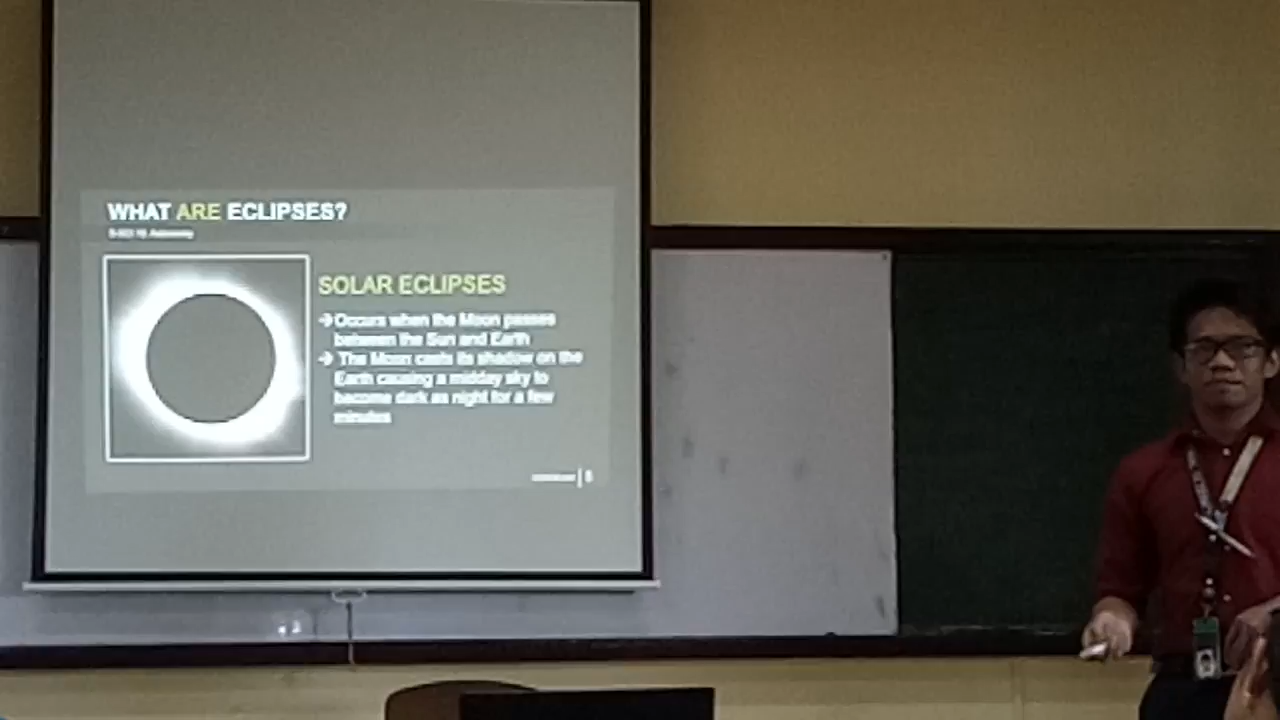 WHAT ARE ECLIPSES?
Astronomy
SOLAR ECLIPSES
→Occurs when the Moon passes
between the Sun and Earth
→ The Moon casts its shadow on the
Earth causing a midday sky to
become dark as night for a few
minutes